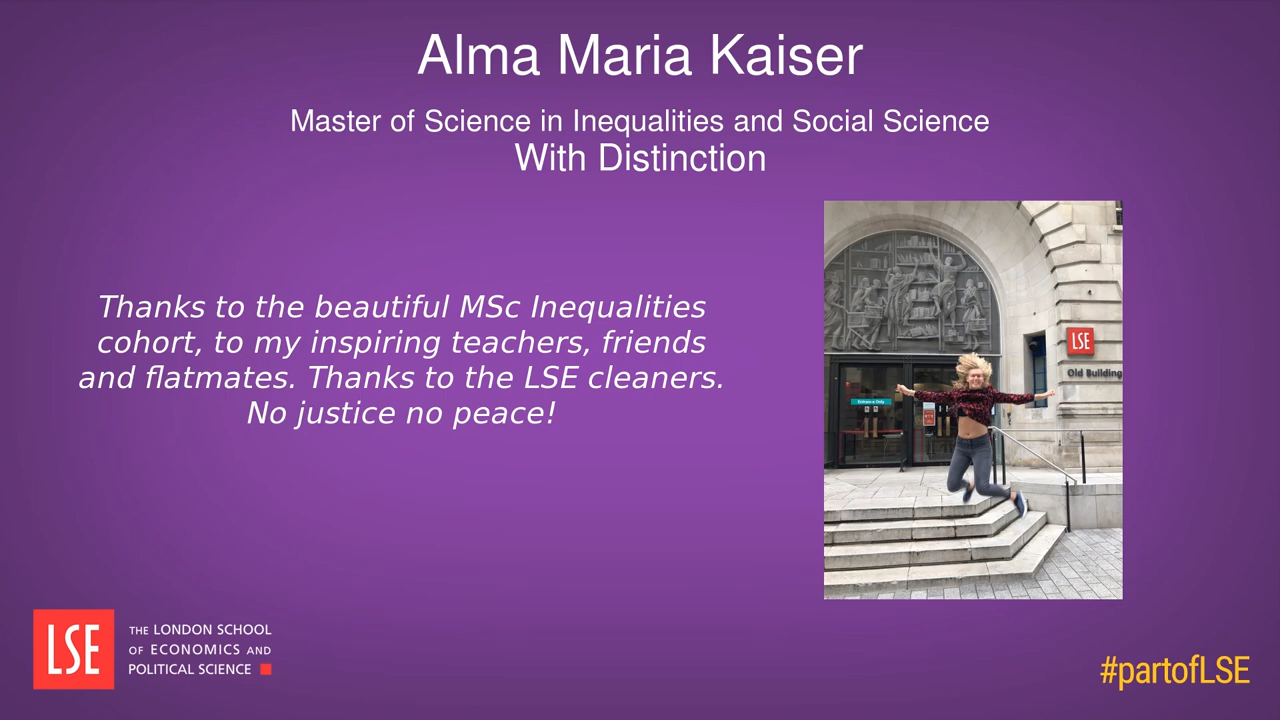 Alma Maria Kaiser
Master of Science in Inequalities and Social Science
With Distinction
Thanks to the beautiful MSc Inequalities
cohort, to my inspiring teachers, friends
and flatmates. Thanks to the LSE cleaners.
No justice no peace!
LSE
Old Building
Entrance Only
LSE
THE LONDON SCHOOL
OF ECONOMICS AND
POLITICAL SCIENCE
#partofLSE